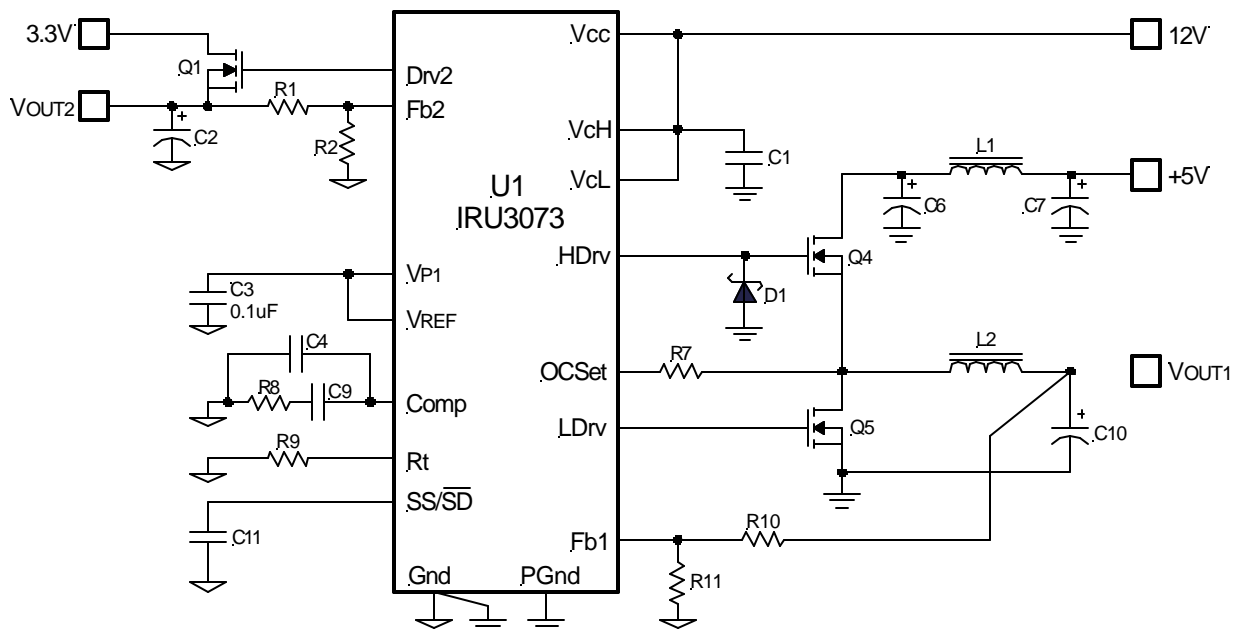 3.3V
Q1
VOUT2
C2
R1
R2
Drv2
Fb2
Vcc
12V
VcH
VcL
C1
U1
IRU3073
L1
C6
C7
+5V
HDrv
Q4
D1
VP1
C3
0.1uF
VREF
C4
R8
C9
Comp
OCSet
R7
L2
VOUT1
LDrv
Q5
C10
R9
Rt
SS/SD
C11
Fb1
R10
R11
Gnd
PGnd